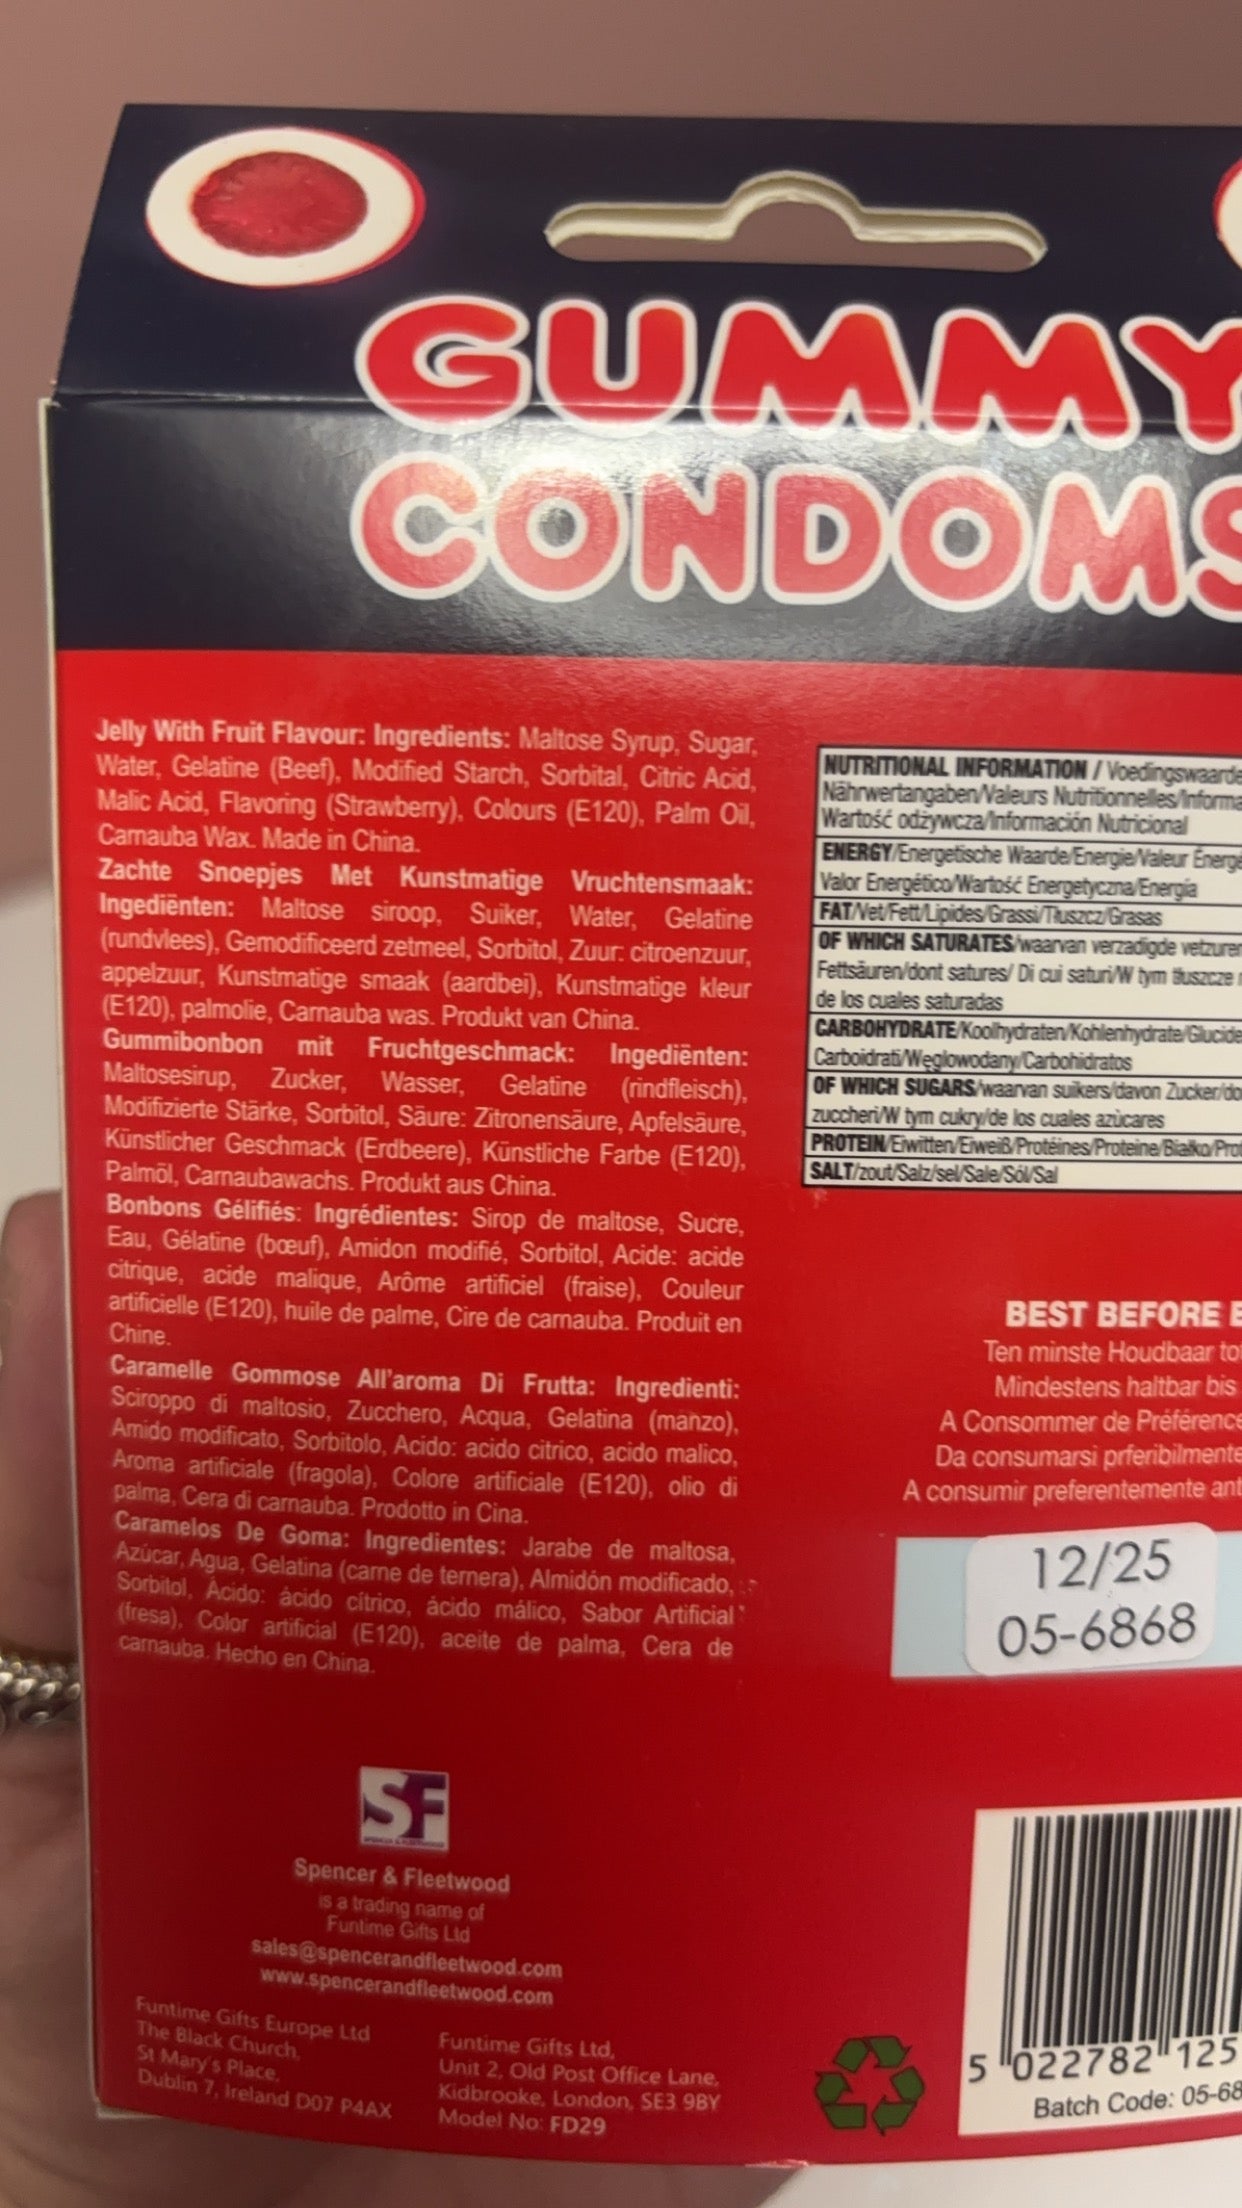 GUMMY
CONDOMS
Jelly With Fruit Flavour: Ingredients: Maltose Syrup, Sugar,
Water, Gelatine (Beef), Modified Starch, Sorbital, Citric Acid,
Malic Acid, Flavoring (Strawberry), Colours (E120), Palm Oil,
Carnauba Wax. Made in China.
Zachte Snoepjes Met Kunstmatige Vruchtensmaak:
Ingediënten: Maltose siroop, Suiker, Water, Gelatine
(rundvlees), Gemodificeerd zetmeel, Sorbitol, Zuur: citroenzuur,
appelzuur, Kunstmatige smaak (aardbei), Kunstmatige kleur
(E120), palmolie, Carnauba was. Produkt van China.
Gummibonbon mit Fruchtgeschmack: Ingediënten:
Maltosesirup, Zucker, Wasser, Gelatine (rindfleisch),
Modifizierte Stärke, Sorbitol, Säure: Zitronensäure, Apfelsäure,
Künstlicher Geschmack (Erdbeere), Künstliche Farbe (E120),
Palmöl, Carnaubawachs. Produkt aus China.
Bonbons Gélifiés: Ingrédientes: Sirop de maltose, Sucre,
Eau, Gélatine (bœuf), Amidon modifié, Sorbitol, Acide: acide
citrique, acide malique, Arôme artificiel (fraise), Couleur
artificielle (E120), huile de palme, Cire de carnauba. Produit en
Chine.
Caramelle Gommose All'aroma Di Frutta: Ingredienti:
Sciroppo di maltosio, Zucchero, Acqua, Gelatina (manzo),
Amido modificato, Sorbitolo, Acido: acido citrico, acido malico,
Aroma artificiale (fragola), Colore artificiale (E120), olio di
palma, Cera di carnauba. Prodotto in Cina.
Caramelos De Goma: Ingredientes: Jarabe de maltosa,
Azúcar, Agua, Gelatina (carne de ternera), Almidón modificado,
Sorbitol, Ácido: ácido cítrico, ácido málico, Sabor Artificial
(fresa), Color artificial (E120), aceite de palma, Cera de
carnauba. Hecho en China.
NUTRITIONAL INFORMATION / Voedingswaarde
Nährwertangaben/Valeurs Nutritionnelles/Informa
Wartość odżywcza/Información Nutricional
ENERGY/Energetische Waarde/Energie/Valeur Énergé
Valor Energético/Wartość Energetyczna/Energía
FAT/Vet/Fett/Lipides/Grassi/Tłuszcz/Grasas
OF WHICH SATURATES/waarvan verzadigde vetzuren
Fettsäuren/dont satures/ Di cui saturi/W tym tłuszcze n
de los cuales saturadas
CARBOHYDRATE/Koolhydraten/Kohlenhydrate/Glucide
Carboidrati/Węglowodany/Carbohidratos
OF WHICH SUGARS/waarvan suikers/davon Zucker/do
zuccheri/W tym cukry/de los cuales azúcares
PROTEIN/Eiwitten/Eiweiß/Protéines/Proteine/Białko/Prot
SALT/zout/Salz/sel/Sale/Sól/Sal
BEST BEFORE E
Ten minste Houdbaar tot
Mindestens haltbar bis
A Consommer de Préférence
Da consumarsi prferibilmente
A consumir preferentemente ant
12/25
05-6868
SF
Spencer & Fleetwood
is a trading name of
Funtime Gifts Ltd
sales@spencerandfleetwood.com
www.spencerandfleetwood.com
Funtime Gifts Europe Ltd
The Black Church,
St Mary's Place,
Dublin 7, Ireland D07 P4AX
Funtime Gifts Ltd,
Unit 2, Old Post Office Lane,
Kidbrooke, London, SE3 9BY
Model No: FD29
5 022782 125
Batch Code: 05-68